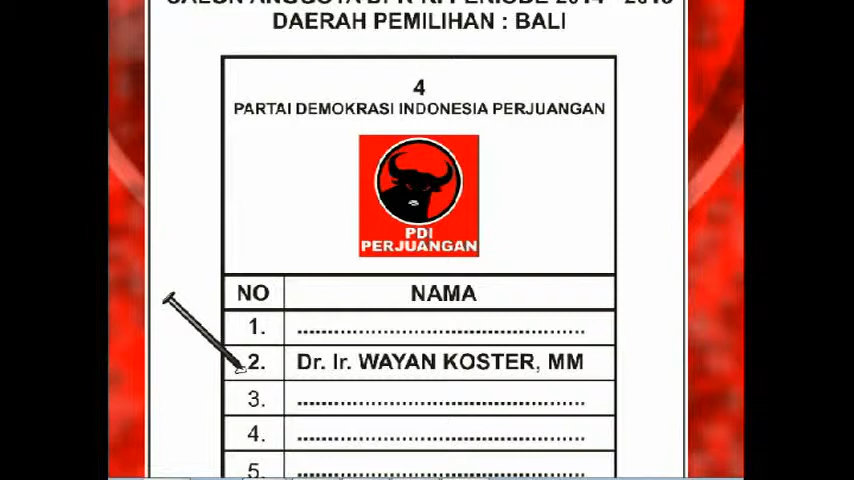 DAERAH PEMILIHAN : BALI
4
PARTAI DEMOKRASI INDONESIA PERJUANGAN
PDI
PERJUANGAN
NO NAMA
1. ................................................
2. Dr. Ir. WAYAN KOSTER, MM
3. ................................................
4. ................................................
5. ................................................